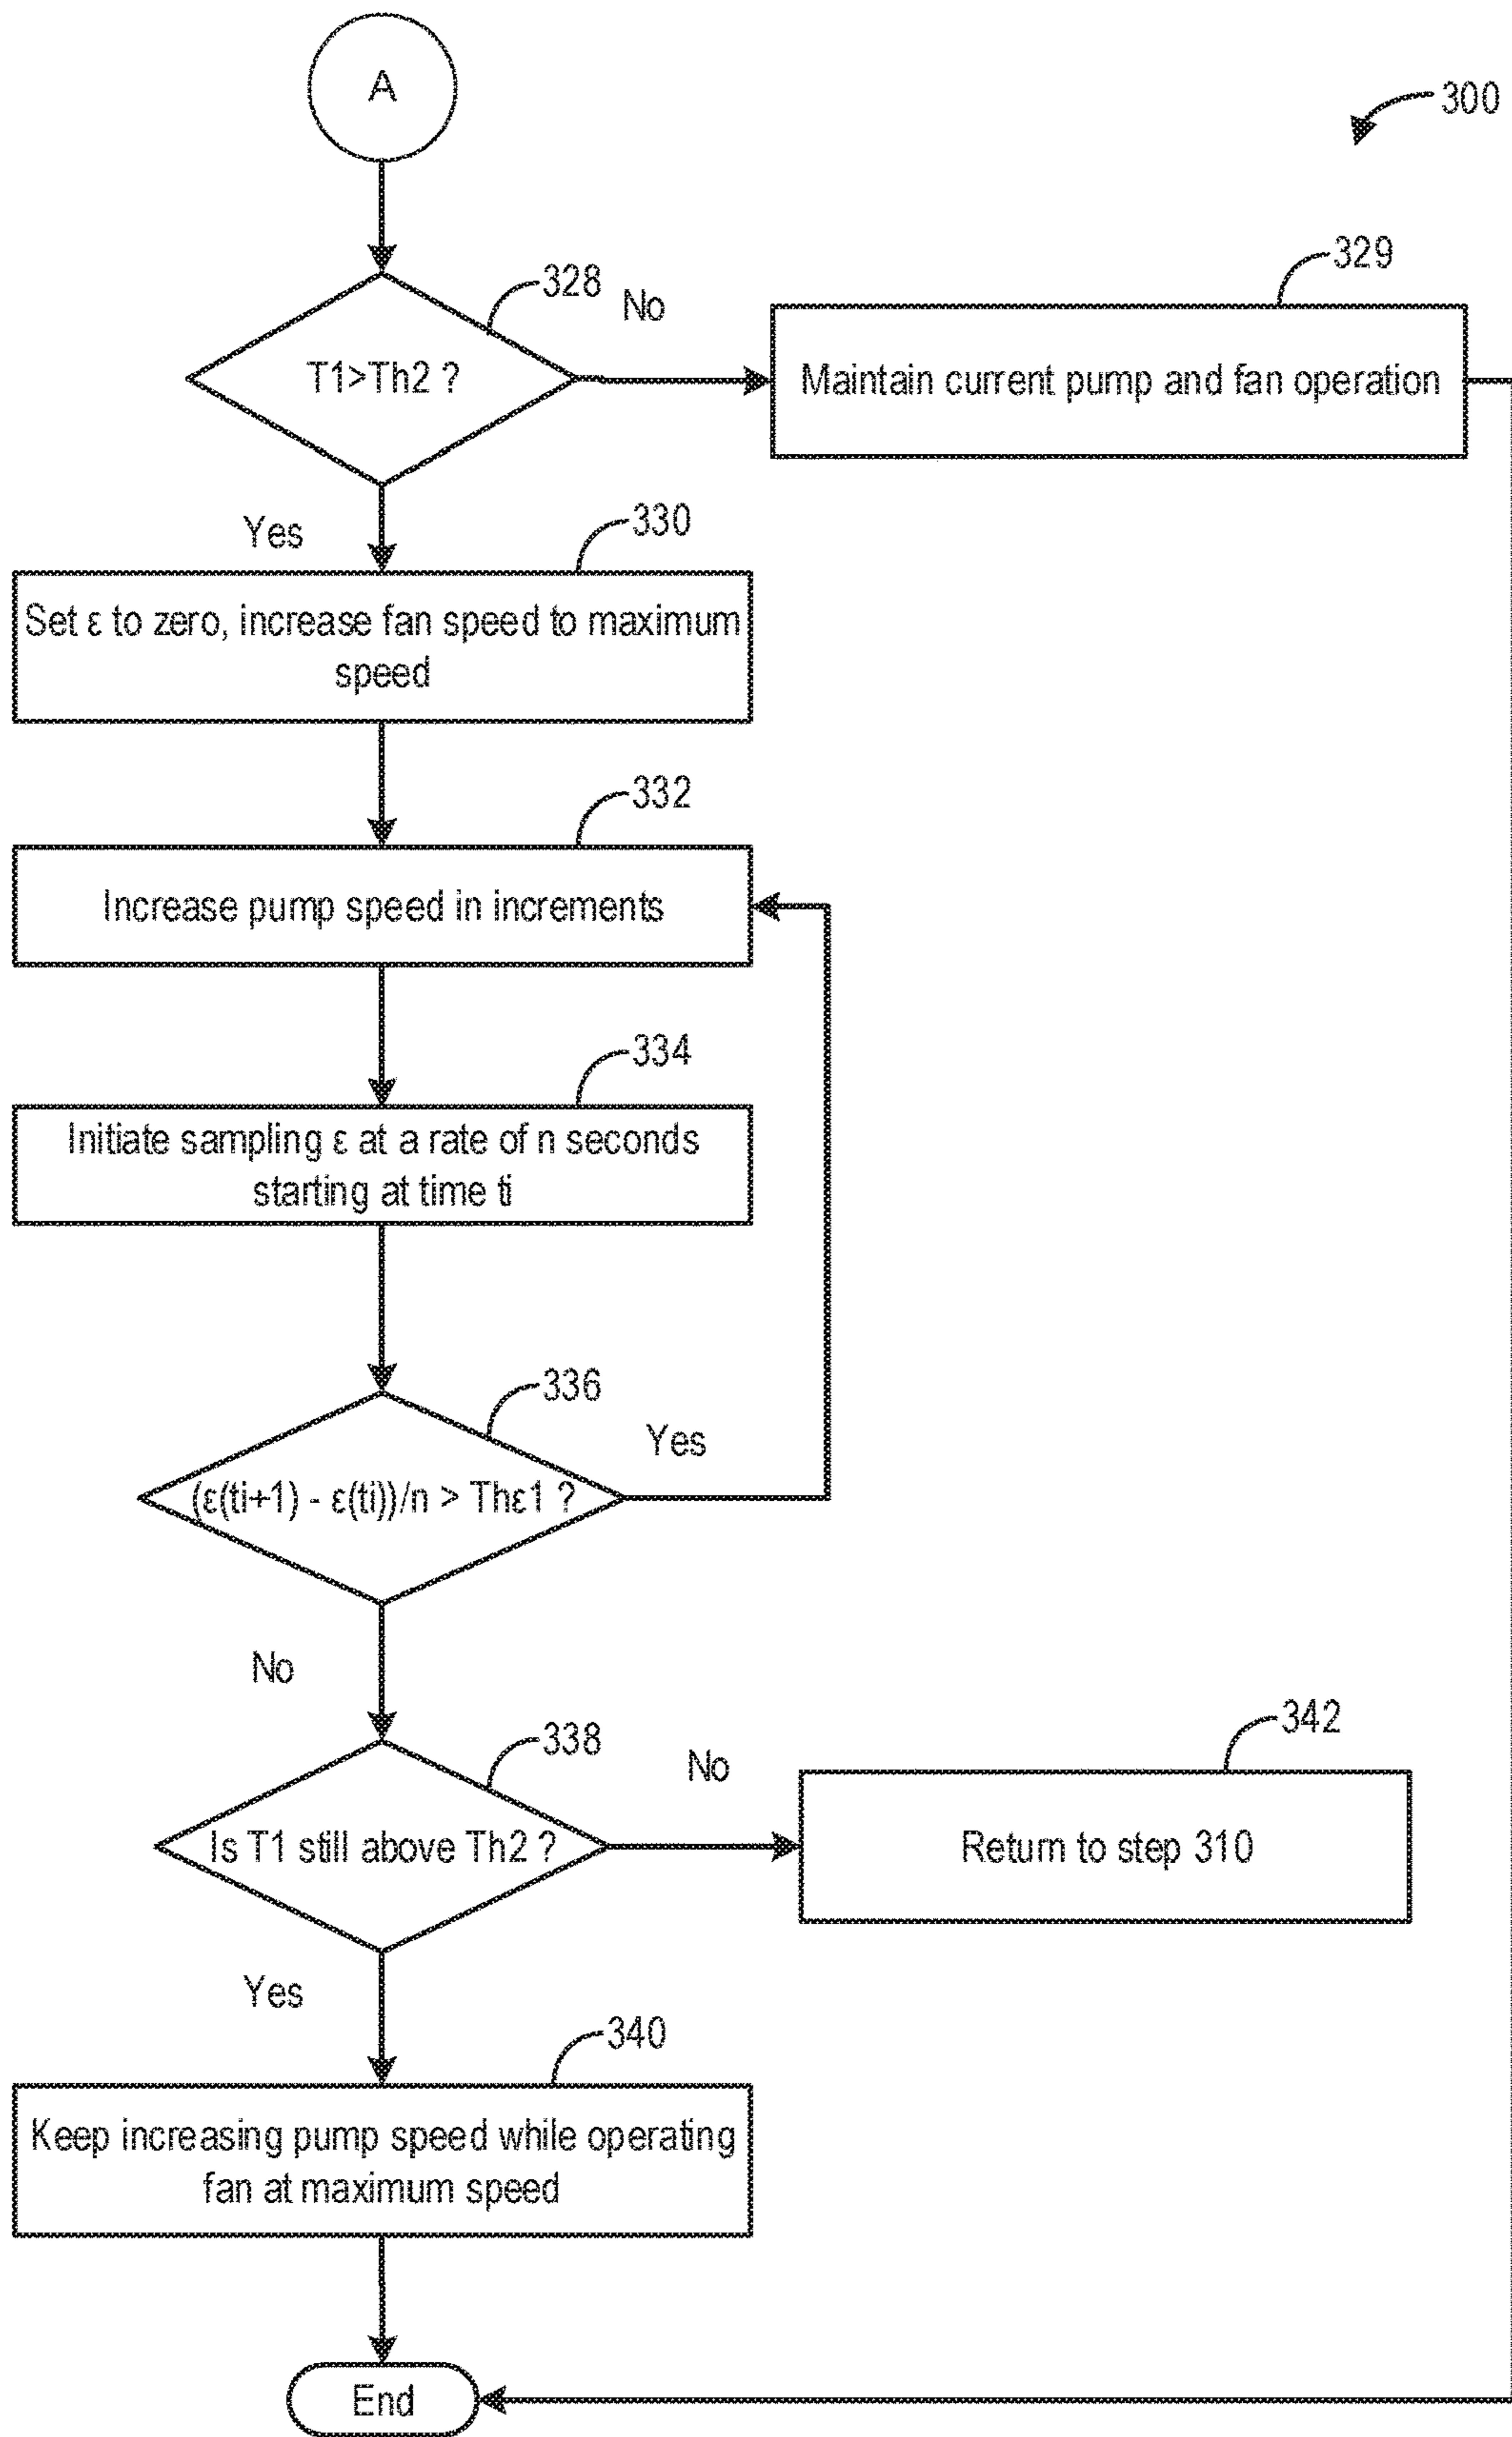 A
300
328
No
329
T1>Th2 ?
Maintain current pump and fan operation
Yes
330
Set ε to zero, increase fan speed to maximum
speed
332
Increase pump speed in increments
334
Initiate sampling ε at a rate of n seconds
starting at time ti
336
Yes
(ε(ti+1) - ε(ti))/n > Thε1 ?
No
338
No
342
Is T1 still above Th2 ?
Return to step 310
Yes
340
Keep increasing pump speed while operating
fan at maximum speed
End